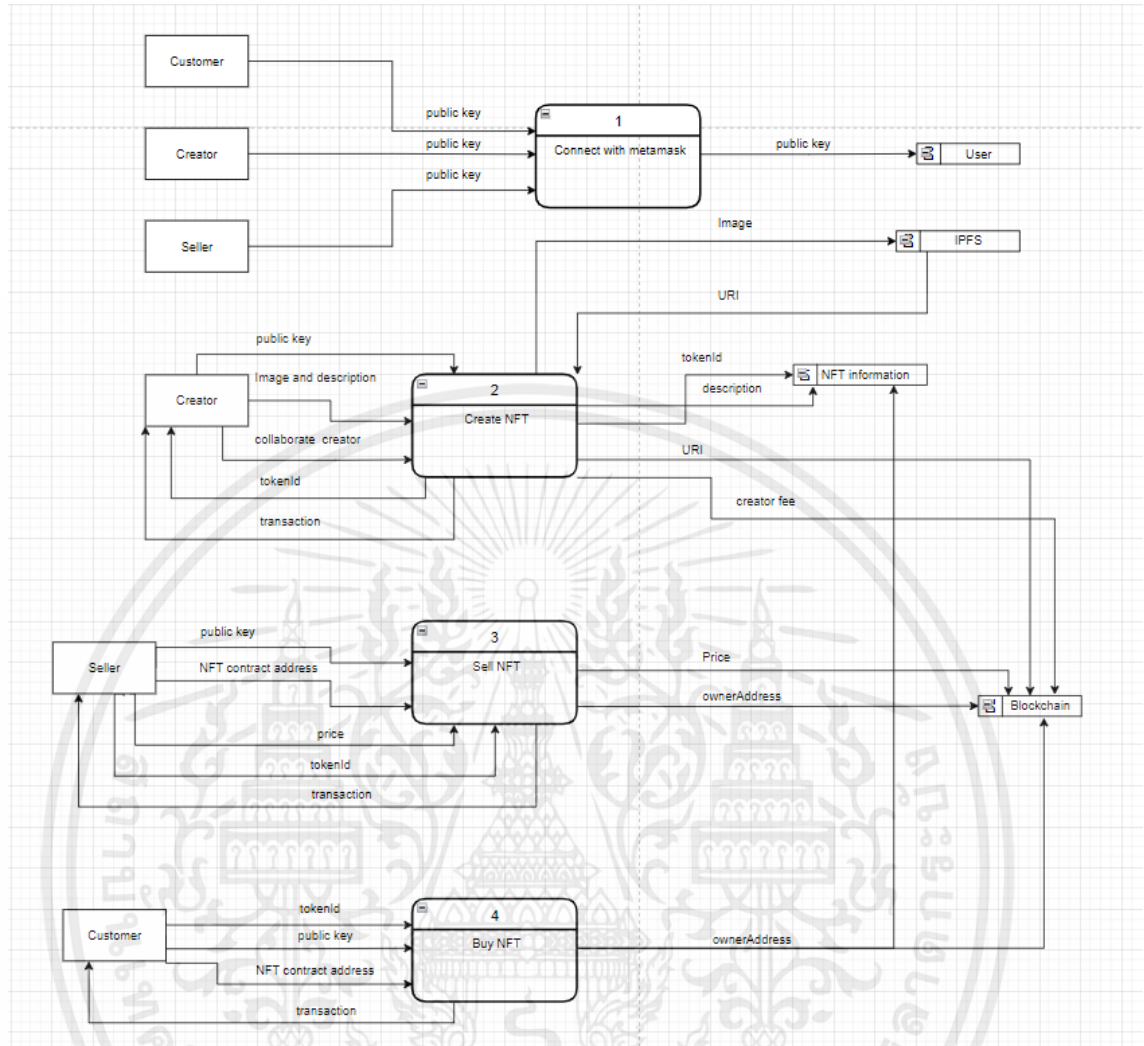 Customer
public key
1
Creator
public key
Connect with metamask
public key
User
public key
Seller
Image
IPFS
URI
public key
tokenId
Creator
Image and description
2
NFT information
description
Create NFT
collaborate creator
URI
tokenId
creator fee
transaction
public key
3
Seller
NFT contract address
Sell NFT
Price
ownerAddress
Blockchain
price
tokenId
transaction
tokenId
4
Customer
public key
Buy NFT
ownerAddress
NFT contract address
transaction